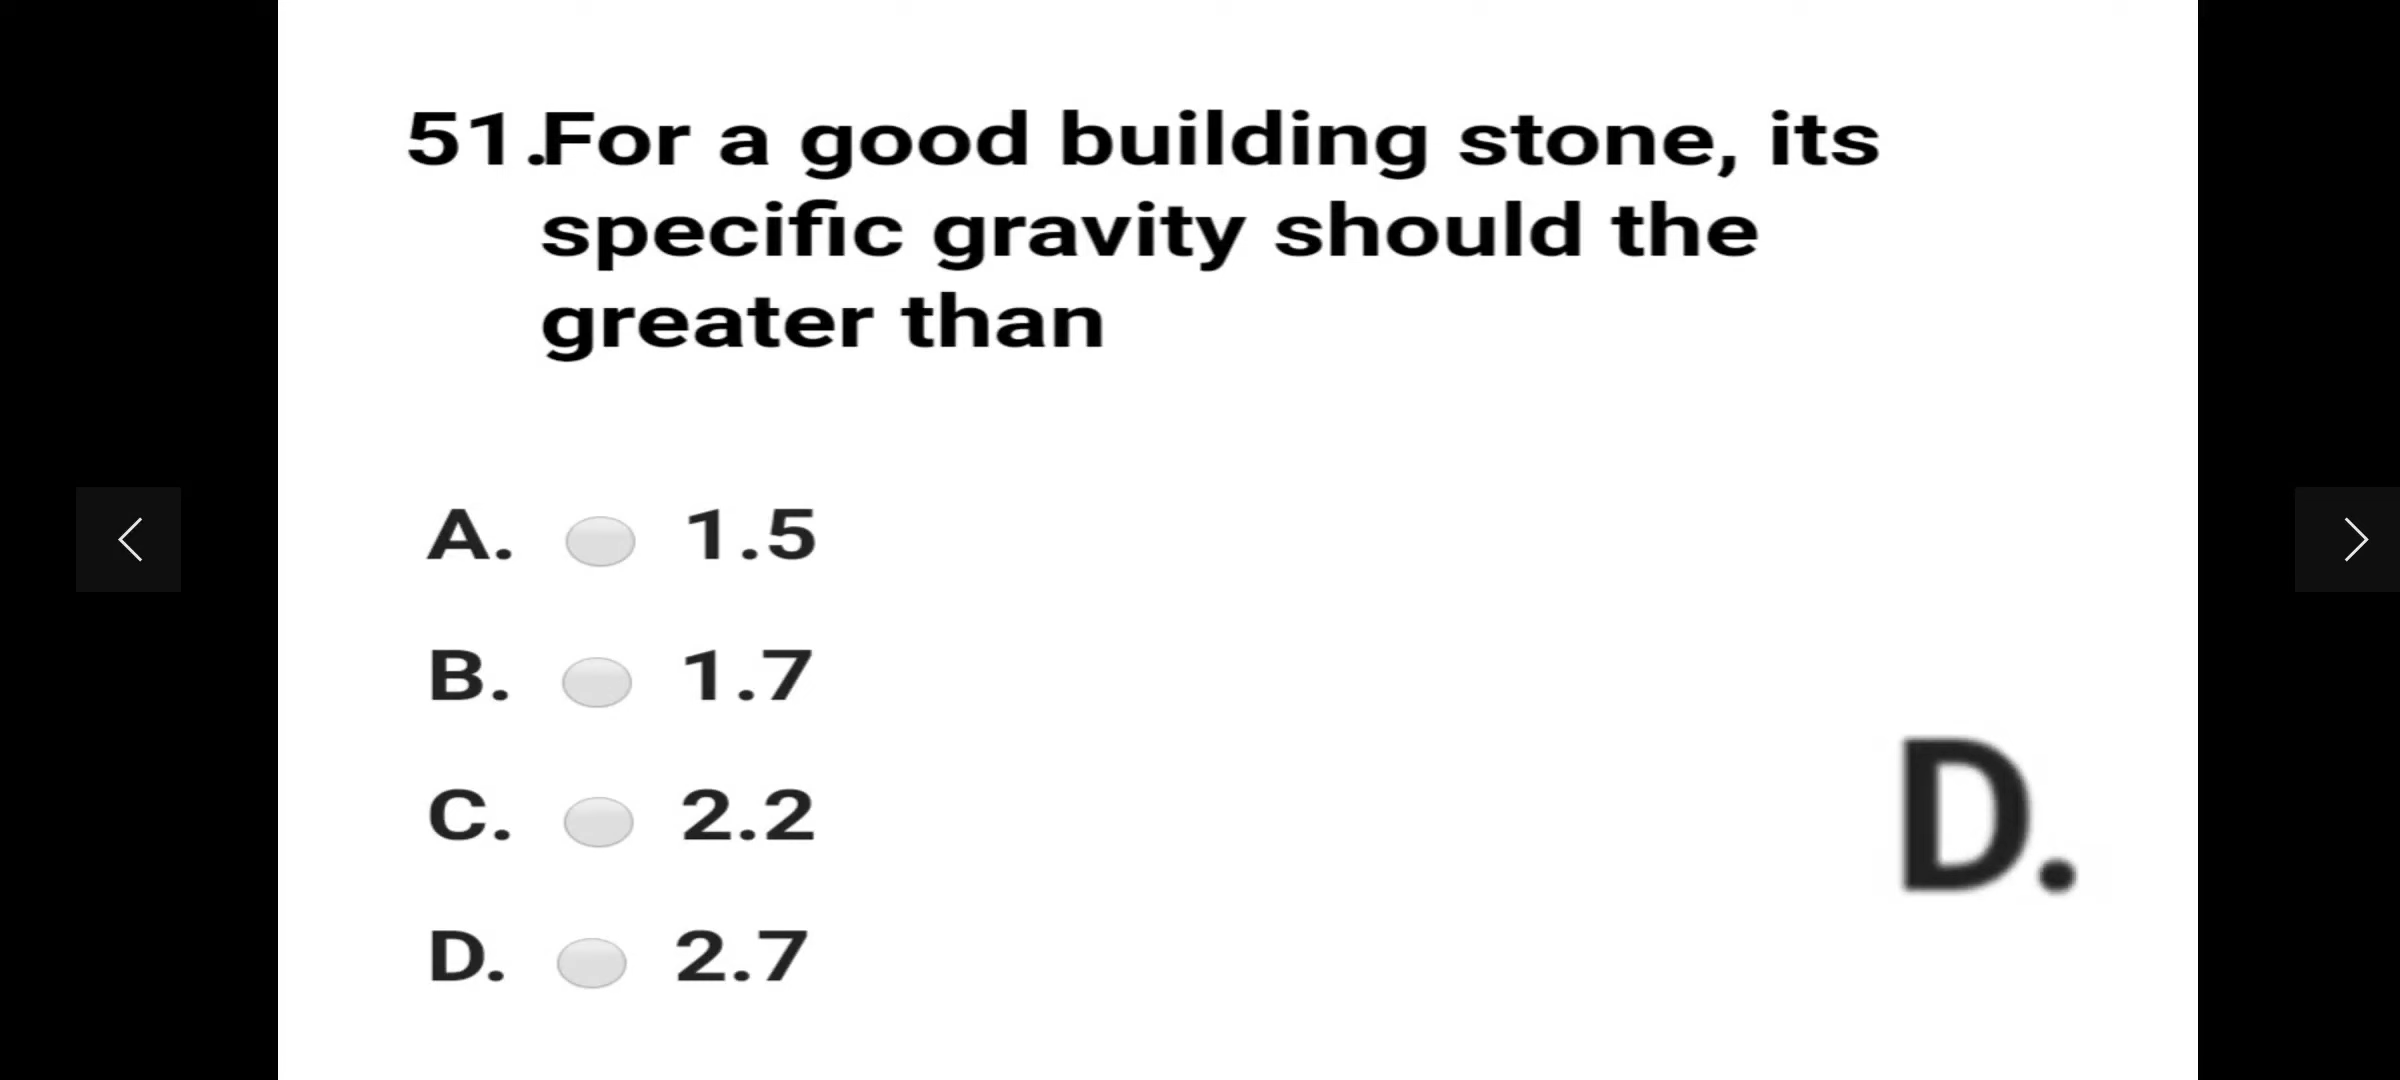 51.For a good building stone, its
specific gravity should the
greater than
A. 1.5
B. 1.7
C. 2.2
D. 2.7
D.